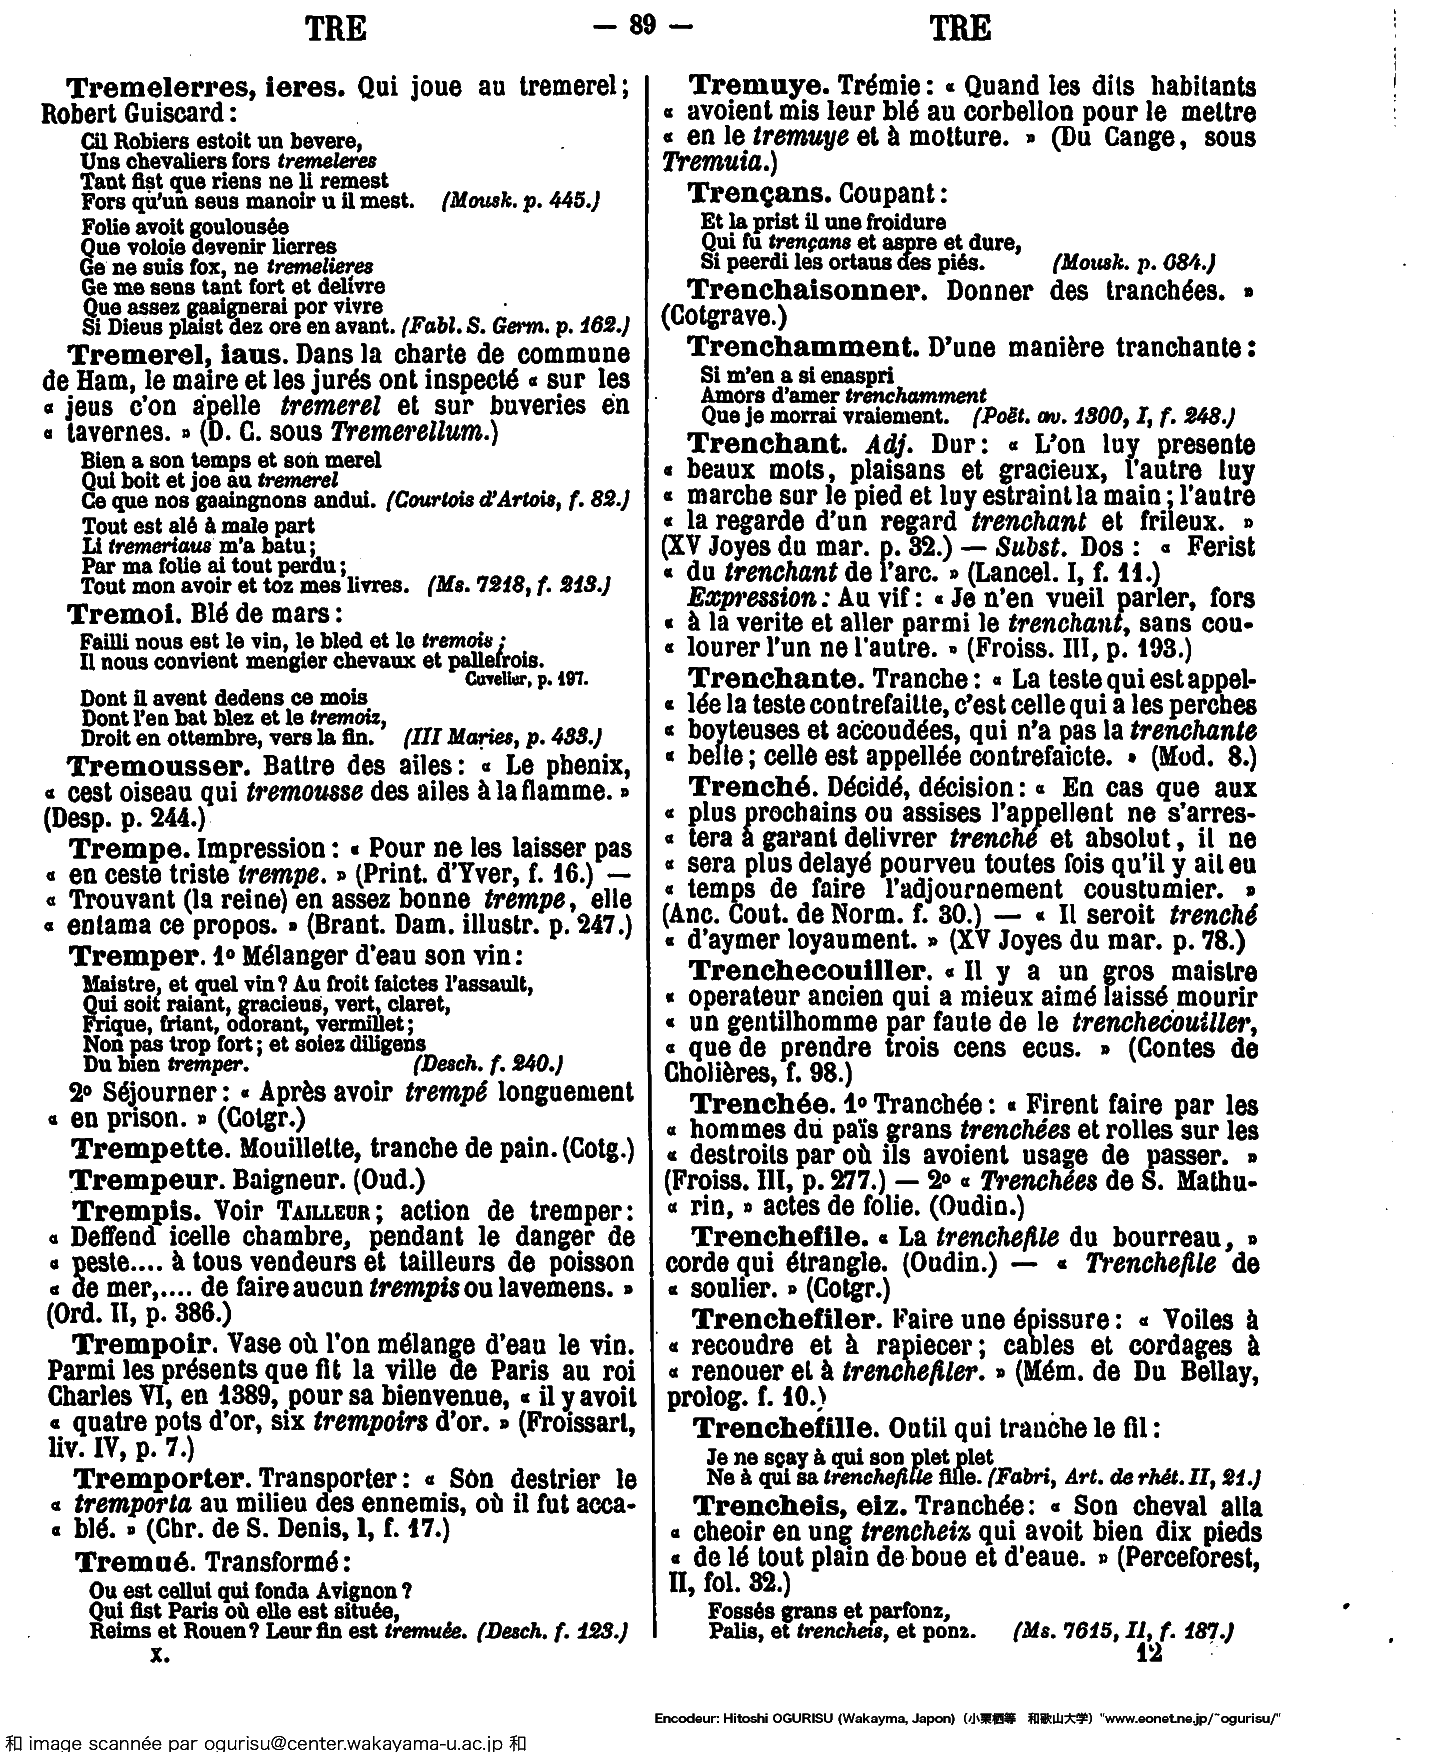 TRE — 89 — TRE
Tremelerres, ieres. Qui joue au tremerel ;
Robert Guiscard :
Cil Robiers estoit un bevere,
Uns chevaliers fors tremeleres
Tant fist que riens ne li remest
Fors qu'un seus manoir u il mest. (Mousk. p. 445.)
Folie avoit goulousée
Que voloie devenir lierres
Ge ne suis fox, ne tremelieres
Ge me sens tant fort et delivre
Que assez gaaignerai por vivre
Si Dieus plaist dez ore en avant. (Fabl. S. Germ. p. 162.)
Tremerel, iaus. Dans la charte de commune
de Ham, le maire et les jurés ont inspecté « sur les
« jeus c'on apelle tremerel et sur buveries en
« tavernes. » (D. C. sous Tremerellum.)
Bien a son temps et son merel
Qui boit et joe au tremerel
Ce que nos gaaingnons andui. (Courtois d'Artois, f. 82.)
Tout est alé à male part
Li tremeriaus m'a batu ;
Par ma folie ai tout perdu ;
Tout mon avoir et toz mes livres. (Ms. 7218, f. 213.)
Tremoi. Blé de mars :
Failli nous est le vin, le bled et le tremois ;
Il nous convient mengier chevaux et pallefrois.
Cuvelier, p. 197.
Dont il avent dedens ce mois
Dont l'en bat blez et le tremoiz,
Droit en ottembre, vers la fin. (III Maries, p. 433.)
Tremousser. Battre des ailes : « Le phenix,
« cest oiseau qui tremousse des ailes à la flamme. »
(Desp. p. 244.)
Trempe. Impression : « Pour ne les laisser pas
« en ceste triste trempe. » (Print. d'Yver, f. 16.) —
« Trouvant (la reine) en assez bonne trempe, elle
« entama ce propos. » (Brant. Dam. illustr. p. 247.)
Tremper. 1o Mélanger d'eau son vin :
Maistre, et quel vin ? Au froit faictes l'assault,
Qui soit raiant, gracieus, vert, claret,
Frique, friant, odorant, vermillet ;
Non pas trop fort ; et soiez diligens
Du bien tremper. (Desch. f. 240.)
2o Séjourner : « Après avoir trempé longuement
« en prison. » (Cotgr.)
Trempette. Mouillette, tranche de pain. (Cotg.)
Trempeur. Baigneur. (Oud.)
Trempis. Voir TAILLEUR ; action de tremper :
« Deffend icelle chambre, pendant le danger de
« peste.... à tous vendeurs et tailleurs de poisson
« de mer,.... de faire aucun trempis ou lavemens. »
(Ord. II, p. 386.)
Trempoir. Vase où l'on mélange d'eau le vin.
Parmi les présents que fit la ville de Paris au roi
Charles VI, en 1389, pour sa bienvenue, « il y avoit
« quatre pots d'or, six trempoirs d'or. » (Froissart,
liv. IV, p. 7.)
Tremporter. Transporter : « Son destrier le
« tremporta au milieu des ennemis, où il fut acca-
« blé. » (Chr. de S. Denis, I, f. 17.)
Tremué. Transformé :
Ou est cellui qui fonda Avignon ?
Qui fist Paris où elle est située,
Reims et Rouen ? Leur fin est tremuée. (Desch. f. 123.)
X.
Tremuye. Trémie : « Quand les dits habitants
« avoient mis leur blé au corbellon pour le mettre
« en le tremuye et à motture. » (Du Cange, sous
Tremuia.)
Trençans. Coupant :
Et la prist il une froidure
Qui fu trençans et aspre et dure,
Si peerdi les ortaus des piés. (Mousk. p. 684.)
Trenchaisonner. Donner des tranchées. »
(Cotgrave.)
Trenchamment. D'une manière tranchante :
Si m'en a si enaspri
Amors d'amer trenchamment
Que je morrai vraiement. (Poët. av. 1300, I, f. 248.)
Trenchant. Adj. Dur : « L'on luy presente
« beaux mots, plaisans et gracieux, l'autre luy
« marche sur le pied et luy estraint la main ; l'autre
« la regarde d'un regard trenchant et frileux. »
(XV Joyes du mar. p. 32.) — Subst. Dos : « Ferist
« du trenchant de l'arc. » (Lancel. I, f. 11.)
Expression : Au vif : « Je n'en vueil parler, fors
« à la verite et aller parmi le trenchant, sans cou-
« lourer l'un ne l'autre. » (Froiss. III, p. 193.)
Trenchante. Tranche : « La teste qui est appel-
« lée la teste contrefaitte, c'est celle qui a les perches
« boyteuses et accoudées, qui n'a pas la trenchante
« belle ; celle est appellée contrefaicte. » (Mod. 8.)
Trenché. Décidé, décision : « En cas que aux
« plus prochains ou assises l'appellent ne s'arres-
« tera à garant delivrer trenché et absolut, il ne
« sera plus delayé pourveu toutes fois qu'il y ait eu
« temps de faire l'adjournement coustumier. »
(Anc. Cout. de Norm. f. 30.) — « Il seroit trenché
« d'aymer loyaument. » (XV Joyes du mar. p. 78.)
Trenchecouiller. « Il y a un gros maistre
« operateur ancien qui a mieux aimé laissé mourir
« un gentilhomme par faute de le trenchecouiller,
« que de prendre trois cens ecus. » (Contes de
Cholières, f. 98.)
Trenchée. 1o Tranchée : « Firent faire par les
« hommes du païs grans trenchées et rolles sur les
« destroits par où ils avoient usage de passer. »
(Froiss. III, p. 277.) — 2o « Trenchées de S. Mathu-
« rin, » actes de folie. (Oudin.)
Trenchefile. « La trenchefile du bourreau, »
corde qui étrangle. (Oudin.) — « Trenchefile de
« soulier. » (Cotgr.)
Trenchefiler. Faire une épissure : « Voiles à
« recoudre et à rapiecer ; cables et cordages à
« renouer et à trenchefiler. » (Mém. de Du Bellay,
prolog. f. 10.)
Trenchefille. Outil qui tranche le fil :
Je ne sçay à qui son plet plet
Ne à qui sa trenchefille fille. (Fabri, Art. de rhét. II, 21.)
Trencheis, eiz. Tranchée : « Son cheval alla
« cheoir en ung trencheiz qui avoit bien dix pieds
« de lé tout plain de boue et d'eaue. » (Perceforest,
II, fol. 32.)
Fossés grans et parfonz,
Palis, et trencheis, et ponz. (Ms. 7615, II, f. 187.)
12
Encodeur: Hitoshi OGURISU (Wakayma, Japon) (小栗栖等 和歌山大学) "www.eonet.ne.jp/~ogurisu/"
和 image scannée par ogurisu@center.wakayama-u.ac.jp 和